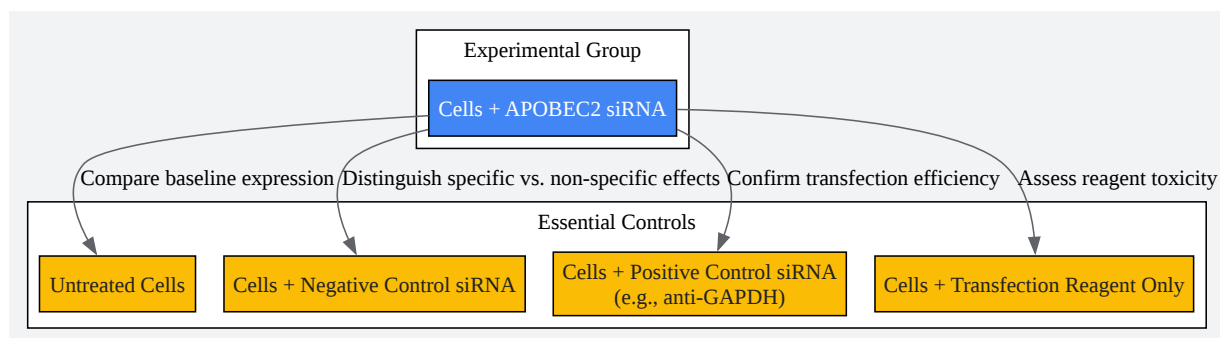 Experimental Group
Cells + APOBEC2 siRNA
Compare baseline expression
Distinguish specific vs. non-specific effects
Confirm transfection efficiency
Assess reagent toxicity
Essential Controls
Untreated Cells
Cells + Negative Control siRNA
Cells + Positive Control siRNA
(e.g., anti-GAPDH)
Cells + Transfection Reagent Only